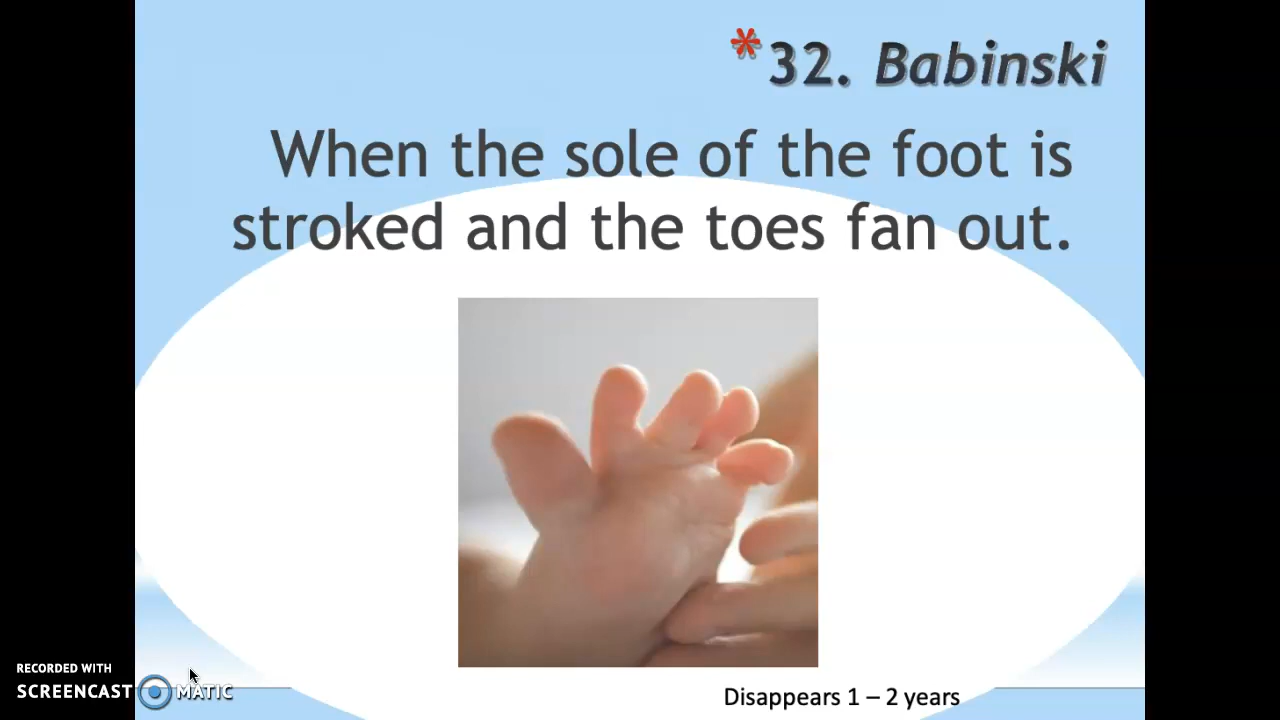 *32. Babinski
When the sole of the foot is
stroked and the toes fan out.
RECORDED WITH
SCREENCAST MATIC
Disappears 1 – 2 years